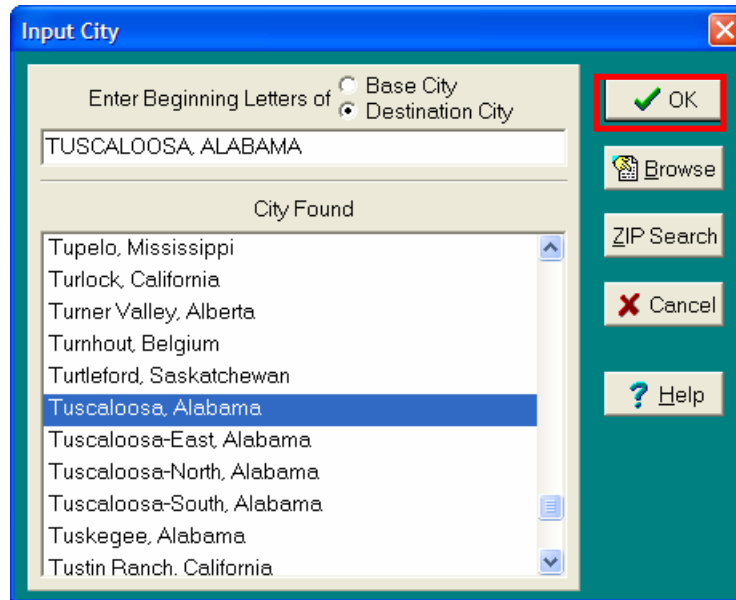 Input City
Enter Beginning Letters of
Base City
Destination City
TUSCALOOSA, ALABAMA
City Found
Tupelo, Mississippi
Turlock, California
Turner Valley, Alberta
Turnhout, Belgium
Turtleford, Saskatchewan
Tuscaloosa, Alabama
Tuscaloosa-East, Alabama
Tuscaloosa-North, Alabama
Tuscaloosa-South, Alabama
Tuskegee, Alabama
Tustin Ranch, California
OK
Browse
ZIP Search
Cancel
? Help